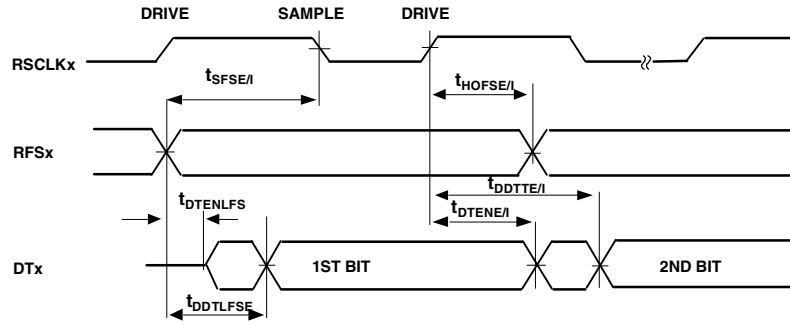 DRIVE SAMPLE DRIVE
RSCLKx
tSFSE/I
tHOFSE/I
RFSx
tDDTTE/I
tDTENLFS
tDTENE/I
DTx
1ST BIT
2ND BIT
tDDTLFSE